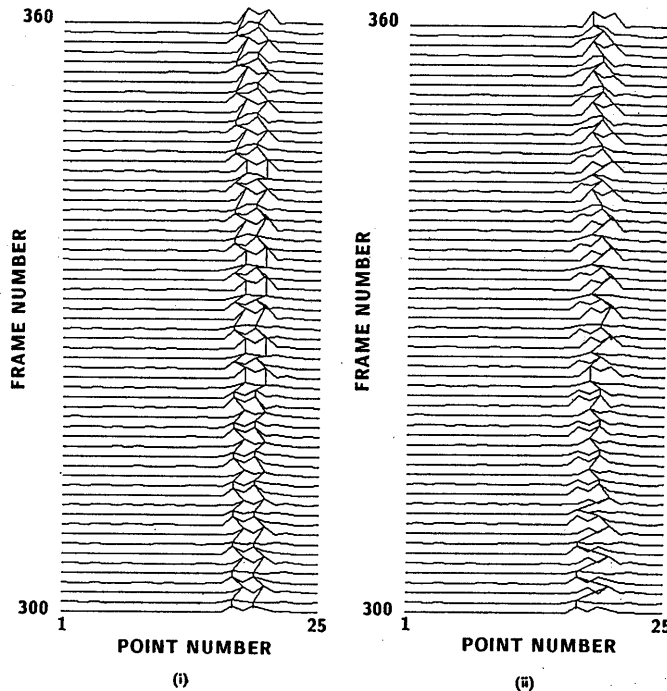 360
FRAME NUMBER
300
1
25
POINT NUMBER
(i)
360
FRAME NUMBER
300
1
25
POINT NUMBER
(ii)